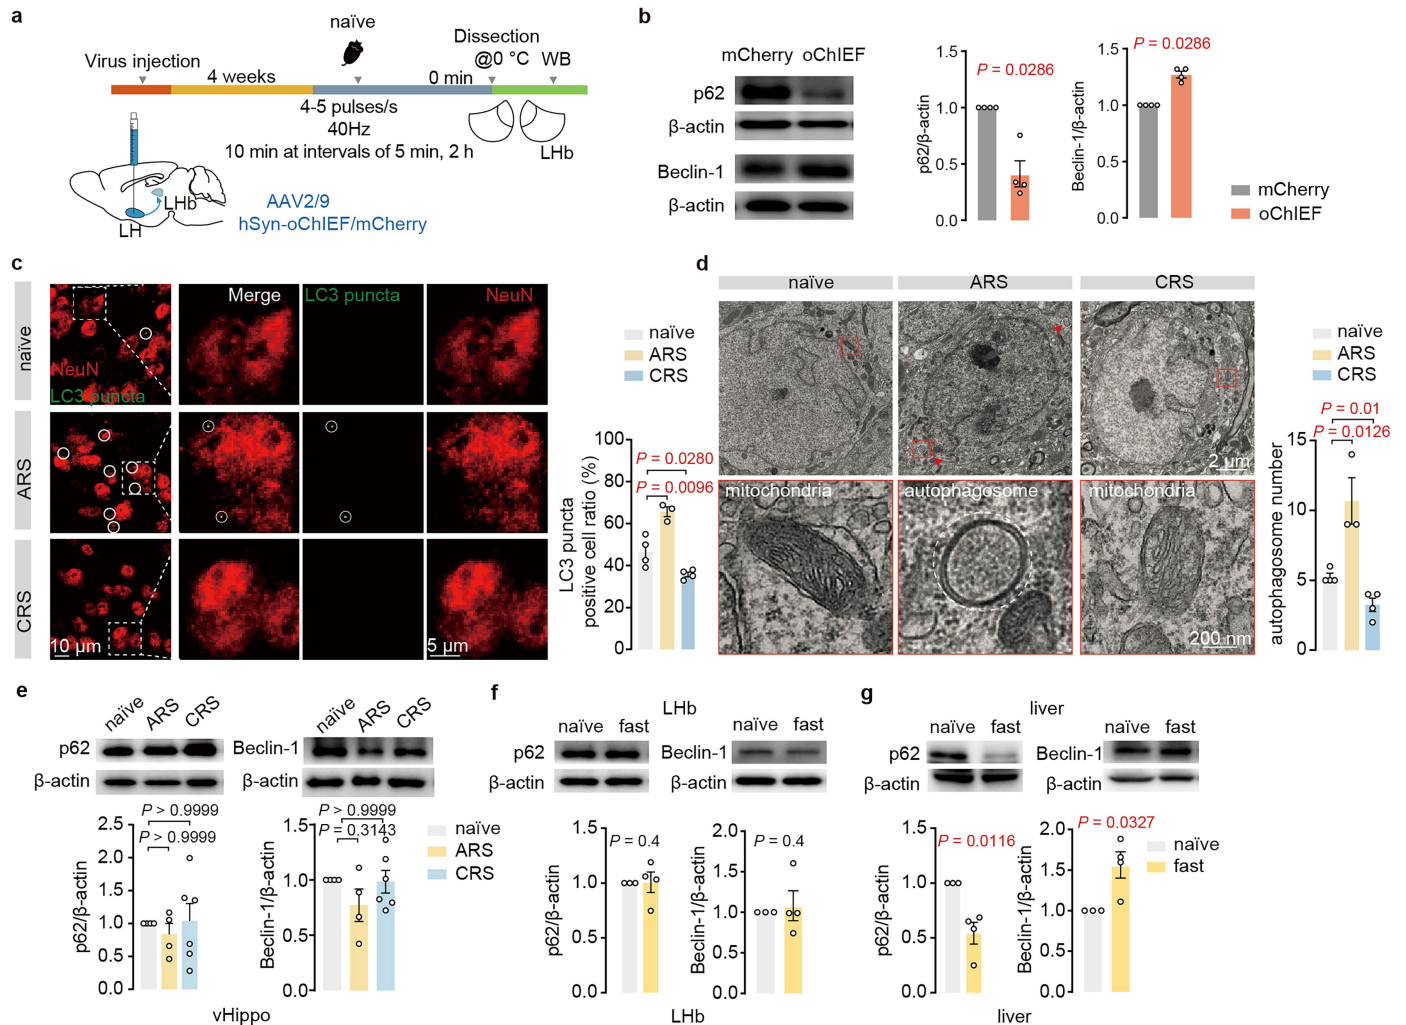 a
naïve
Virus injection
4 weeks
0 min
Dissection
@0 °C WB
4-5 pulses/s
40Hz
10 min at intervals of 5 min, 2 h
LHb
LHb
LH
AAV2/9
hSyn-oChIEF/mCherry
b
mCherry oChIEF
p62
β-actin
Beclin-1
β-actin
P = 0.0286
p62/β-actin
1.5
1.0
0.5
0.0
P = 0.0286
Beclin-1/β-actin
1.5
1.0
0.5
0.0
mCherry
oChIEF
c
naïve
ARS
CRS
NeuN
LC3 puncta
Merge
LC3 puncta
NeuN
10 µm
5 µm
naïve
ARS
CRS
P = 0.0280
P = 0.0096
LC3 puncta
positive cell ratio (%)
100
80
60
40
20
0
d
naïve
ARS
CRS
2 µm
mitochondria
autophagosome
mitochondria
200 nm
naïve
ARS
CRS
P = 0.01
P = 0.0126
autophagosome number
15
10
5
0
e
naïve ARS CRS
p62
β-actin
naïve ARS CRS
Beclin-1
β-actin
P > 0.9999
P > 0.9999
p62/β-actin
2.5
2.0
1.5
1.0
0.5
0.0
P > 0.9999
P = 0.3143
Beclin-1/β-actin
1.5
1.0
0.5
0.0
naïve
ARS
CRS
vHippo
f
LHb
naïve fast
p62
β-actin
naïve fast
Beclin-1
β-actin
P = 0.4
p62/β-actin
1.5
1.0
0.5
0.0
P = 0.4
Beclin-1/β-actin
2.0
1.5
1.0
0.5
0.0
LHb
g
liver
naïve fast
p62
β-actin
naïve fast
Beclin-1
β-actin
P = 0.0116
p62/β-actin
1.5
1.0
0.5
0.0
P = 0.0327
Beclin-1/β-actin
2.0
1.5
1.0
0.5
0.0
naïve
fast
liver